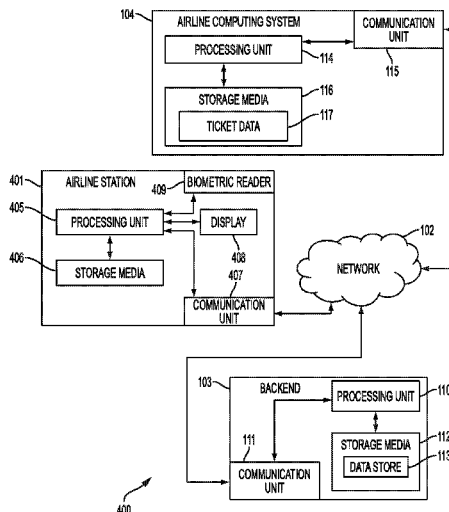 104
AIRLINE COMPUTING SYSTEM
COMMUNICATION
UNIT
PROCESSING UNIT
114
115
STORAGE MEDIA
116
TICKET DATA
117
401
AIRLINE STATION
BIOMETRIC READER
409
405
PROCESSING UNIT
DISPLAY
408
406
STORAGE MEDIA
407
COMMUNICATION
UNIT
102
NETWORK
103
BACKEND
PROCESSING UNIT
110
111
COMMUNICATION
UNIT
STORAGE MEDIA
112
DATA STORE
113
400